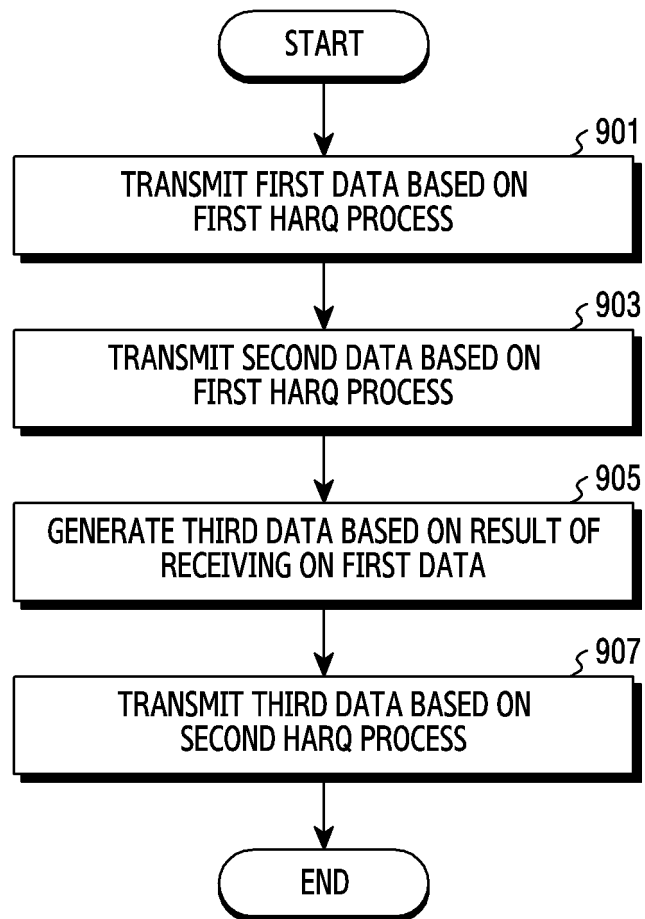 START
901
TRANSMIT FIRST DATA BASED ON
FIRST HARQ PROCESS
903
TRANSMIT SECOND DATA BASED ON
FIRST HARQ PROCESS
905
GENERATE THIRD DATA BASED ON RESULT OF
RECEIVING ON FIRST DATA
907
TRANSMIT THIRD DATA BASED ON
SECOND HARQ PROCESS
END